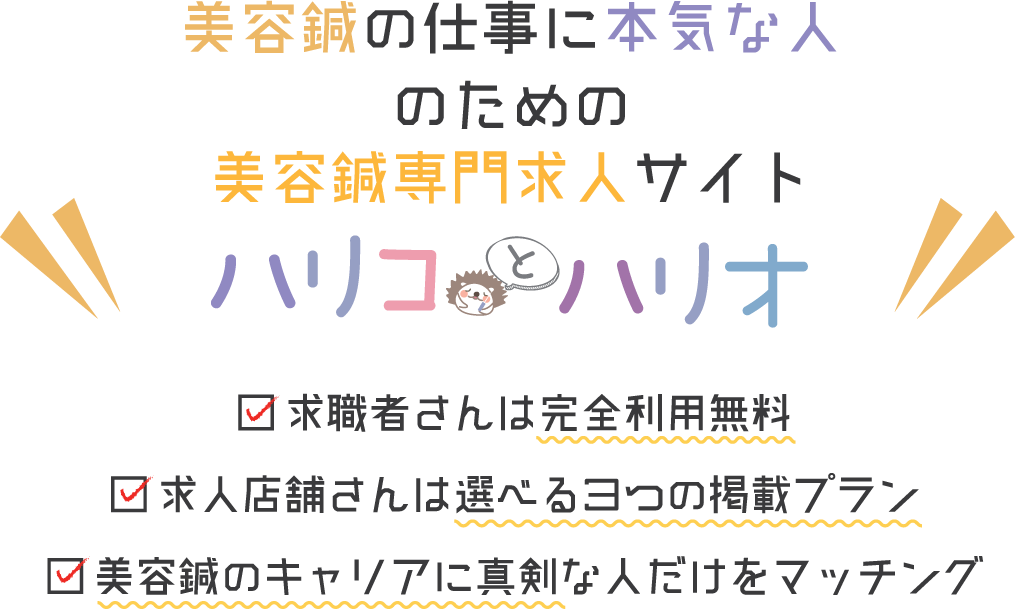 美容鍼の仕事に本気な人
のための
美容鍼専門求人サイト
ハリコとハリオ
求職者さんは完全利用無料
求人店舗さんは選べる3つの掲載プラン
美容鍼のキャリアに真剣な人だけをマッチング